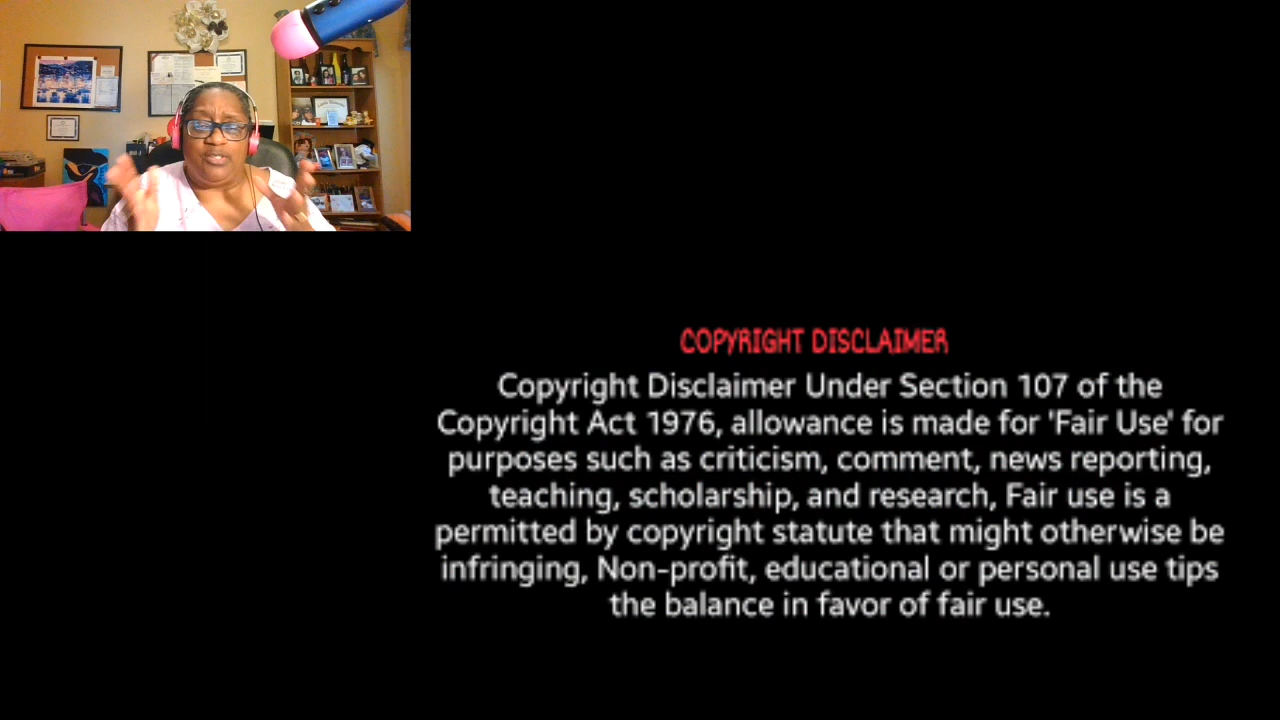 COPYRIGHT DISCLAIMER
Copyright Disclaimer Under Section 107 of the
Copyright Act 1976, allowance is made for 'Fair Use' for
purposes such as criticism, comment, news reporting,
teaching, scholarship, and research, Fair use is a
permitted by copyright statute that might otherwise be
infringing, Non-profit, educational or personal use tips
the balance in favor of fair use.